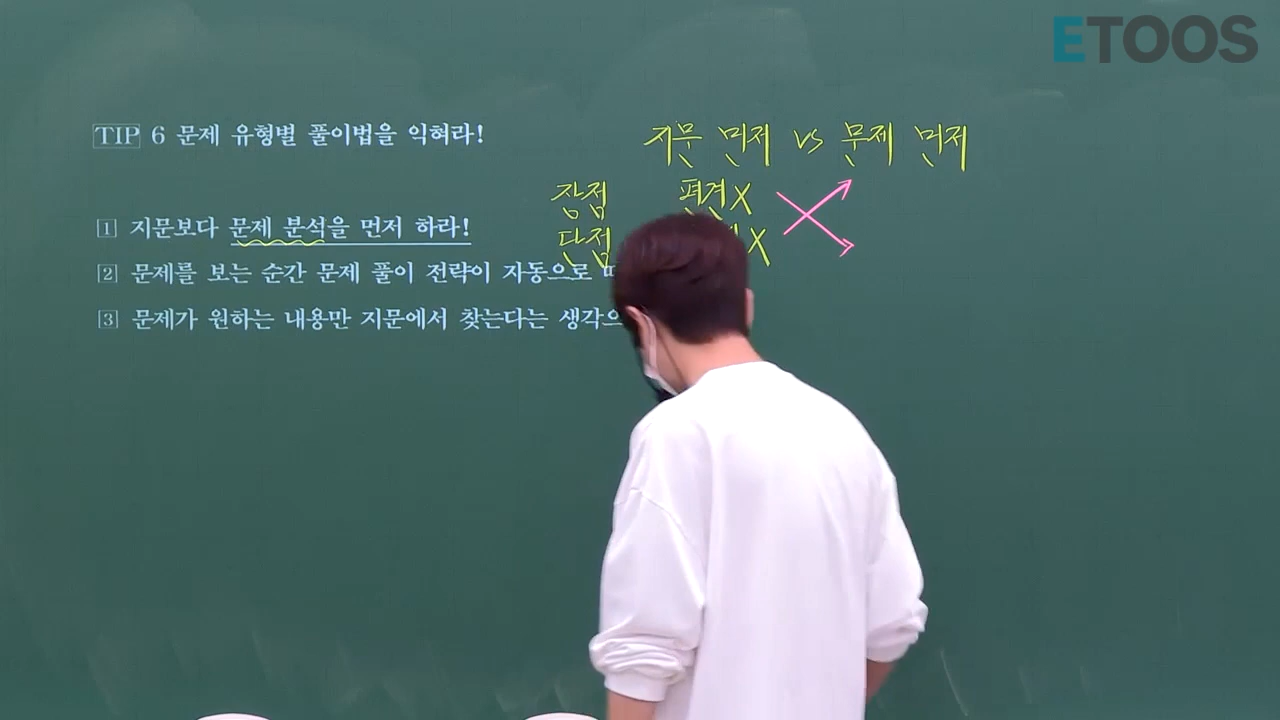 ETOOS
TIP 6 문제 유형별 풀이법을 익혀라!
지문 먼저 vs 문제 먼저
장점 편견X
단점 X
1 지문보다 문제 분석을 먼저 하라!
2 문제를 보는 순간 문제 풀이 전략이 자동으로
3 문제가 원하는 내용만 지문에서 찾는다는